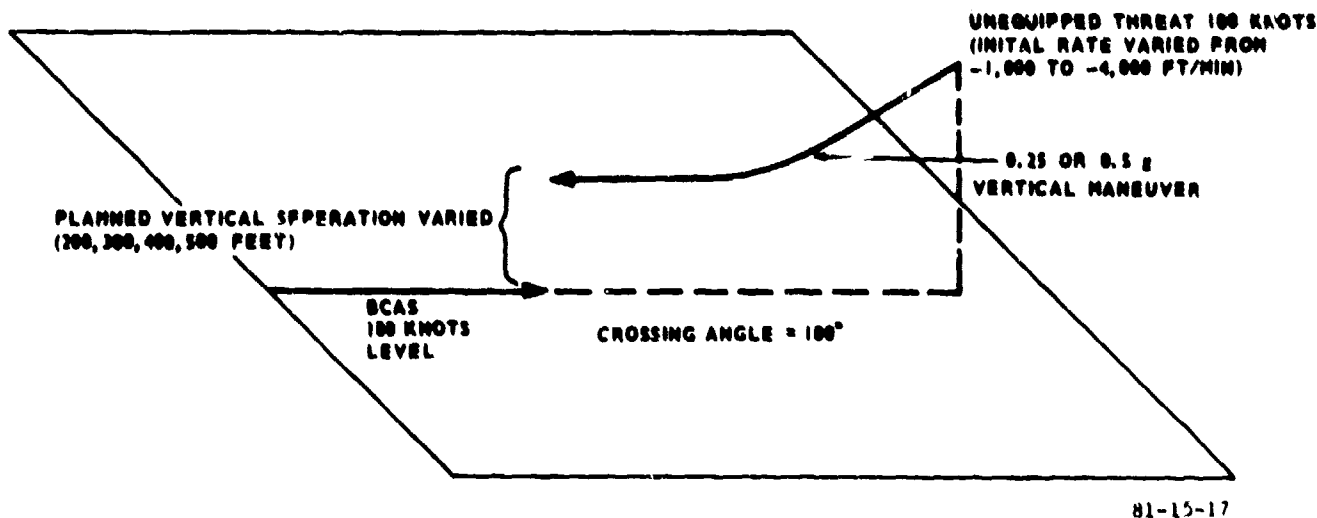 UNEQUIPPED THREAT 100 KNOTS
(INITAL RATE VARIED FROM
-1,000 TO -4,000 FT/MIN)
0.25 OR 0.5 g
VERTICAL MANEUVER
PLANNED VERTICAL SEPERATION VARIED
(200,300,400,500 FEET)
BCAS
100 KNOTS
LEVEL
CROSSING ANGLE = 180°
81-15-17